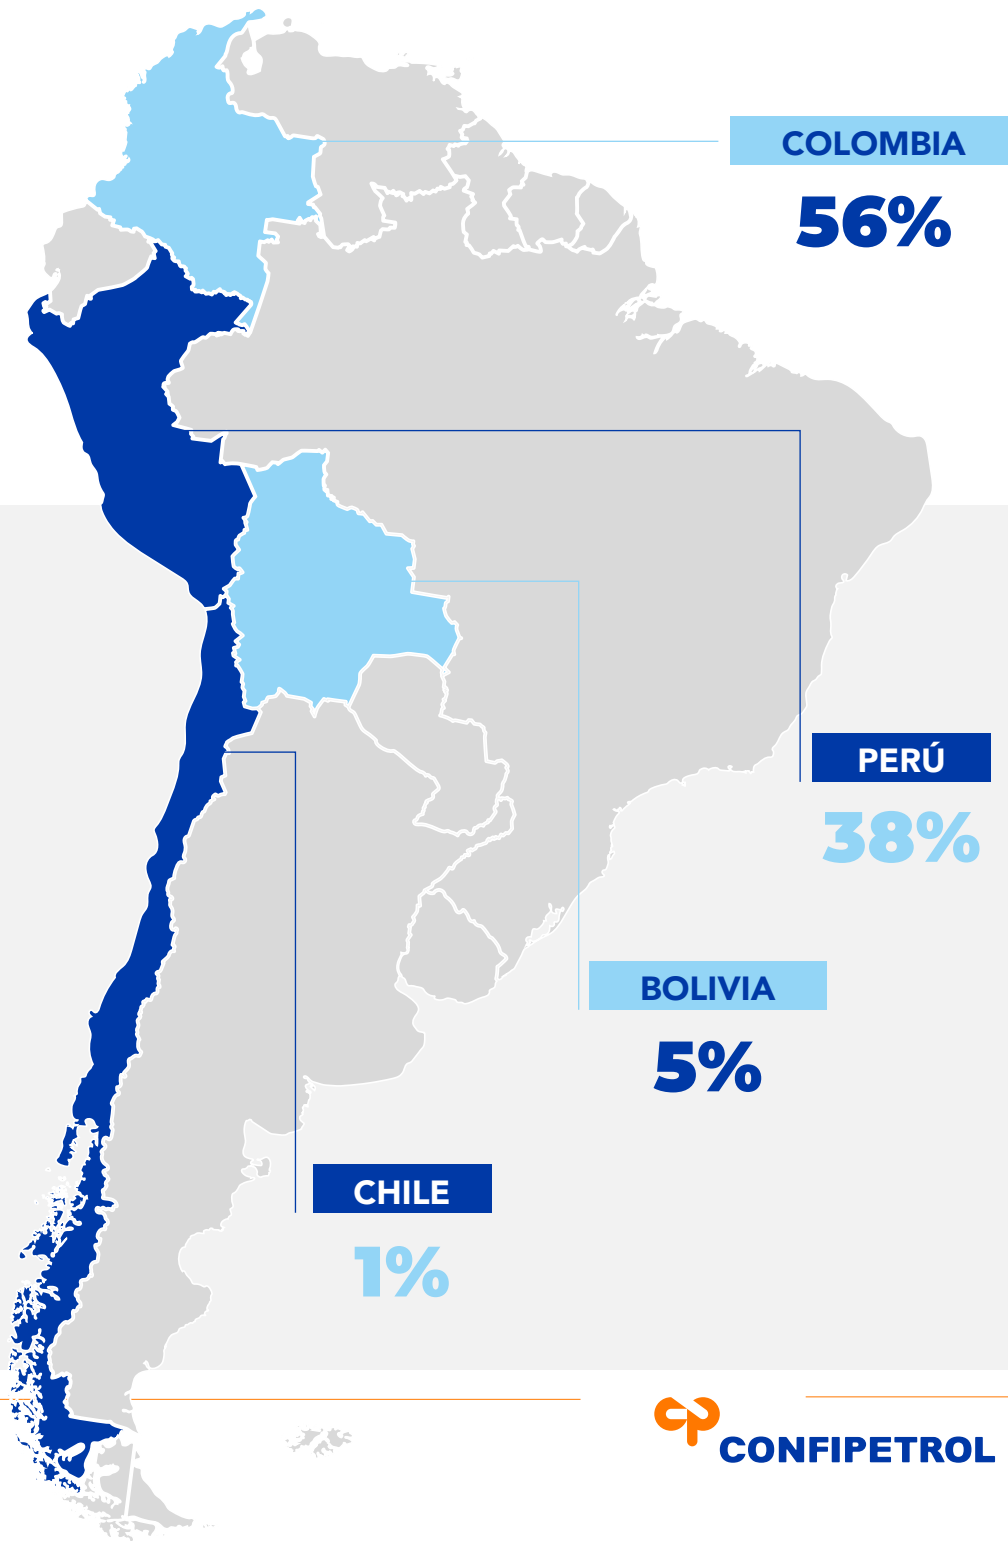 COLOMBIA
56%
PERÚ
38%
BOLIVIA
5%
CHILE
1%
CONFIPETROL